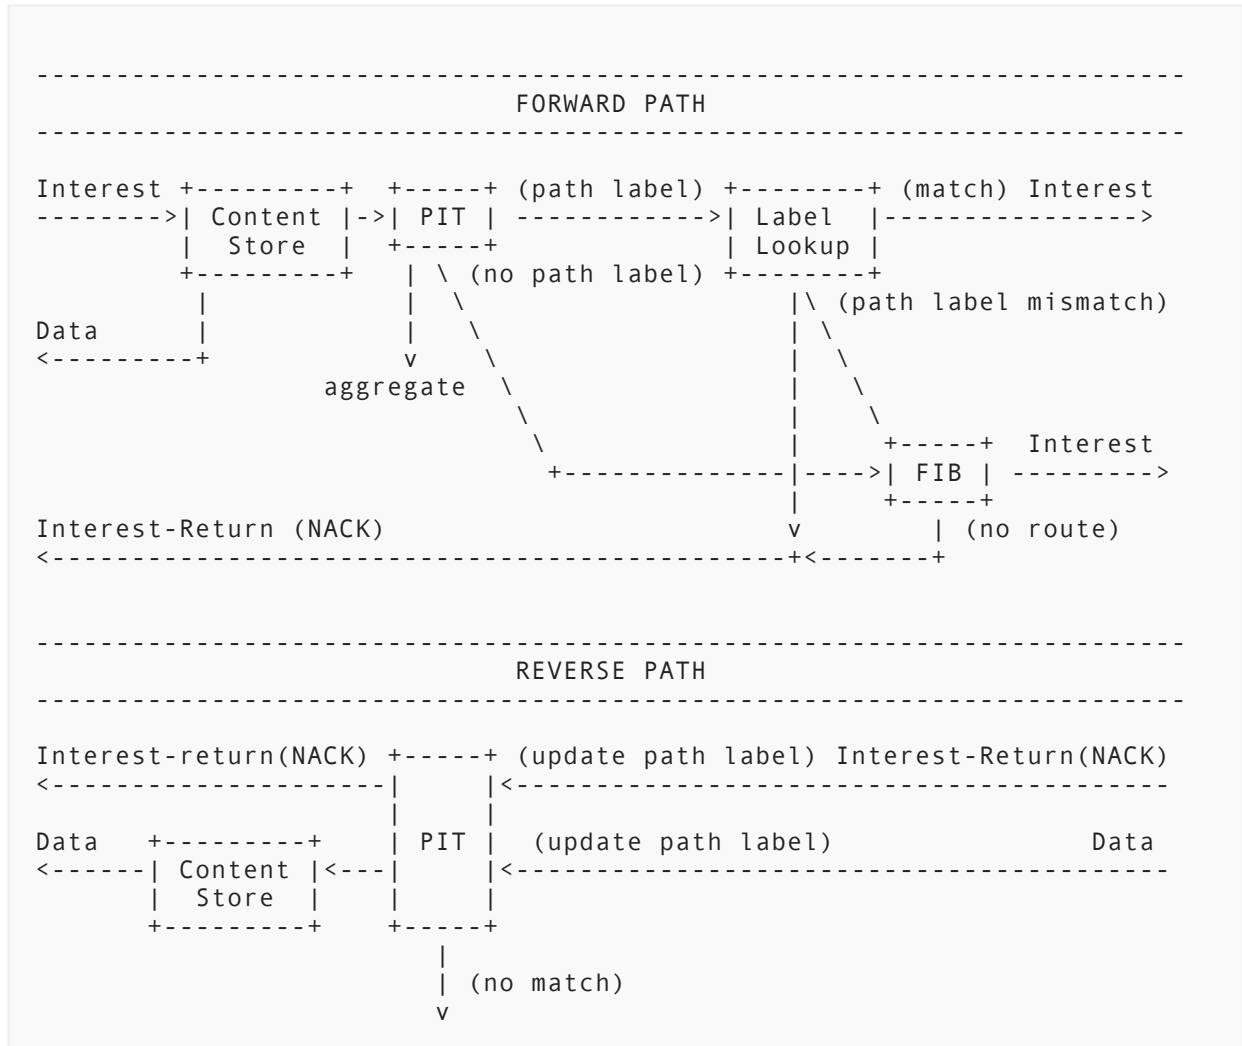 ---------------------------------------------------------------------
FORWARD PATH
---------------------------------------------------------------------
Interest +---------+  +-----+ (path label) +--------+ (match) Interest
-------->| Content |->| PIT | ------------>| Label  |---------------->
         |  Store  |  +-----+              | Lookup |
         +---------+   | \ (no path label) +--------+
          |            |  \                    |\ (path label mismatch)
Data      |            |   \                   | \
<---------+            v    \                  |  \
                  aggregate  \                 |   \
                              \                |    \
                               \               |     +-----+  Interest
                                +--------------|---->| FIB | --------->
                                               |     +-----+
Interest-Return (NACK)                         v        | (no route)
<----------------------------------------------+<-------+
---------------------------------------------------------------------
REVERSE PATH
---------------------------------------------------------------------
Interest-return(NACK) +-----+ (update path label) Interest-Return(NACK)
<---------------------|     |<-----------------------------------------
                      |     |
Data   +---------+    | PIT |  (update path label)                Data
<------| Content |<---|     |<-----------------------------------------
       |  Store  |    |     |
       +---------+    +-----+
                         |
                         | (no match)
                         v